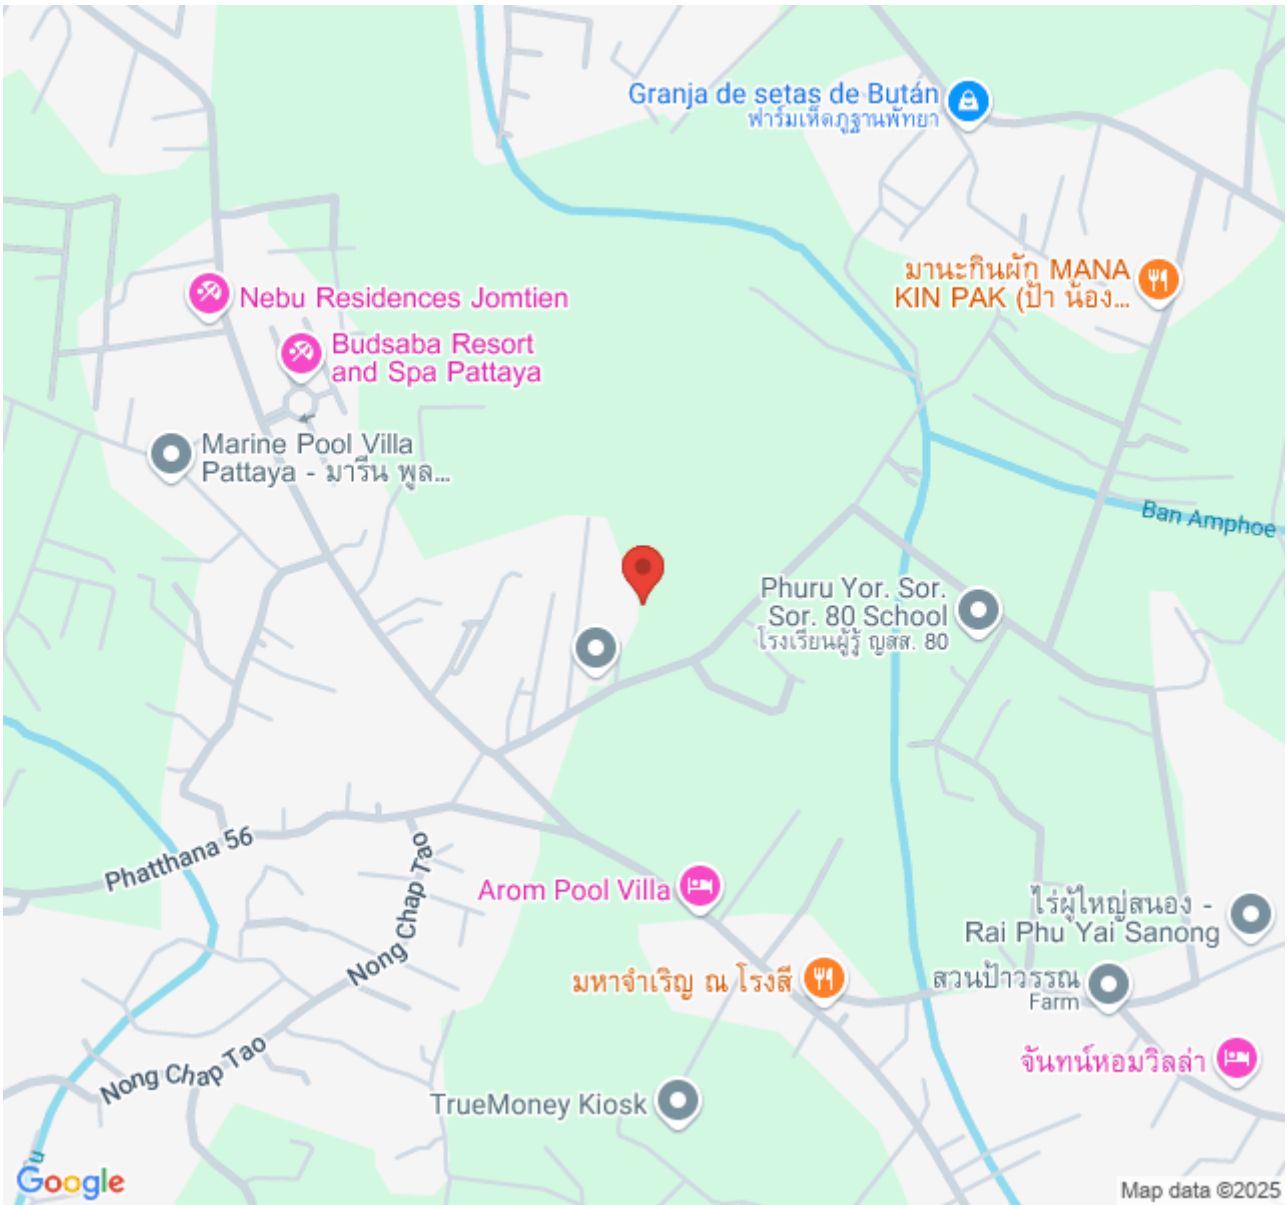 Granja de setas de Bután
ฟาร์มเห็ดภูฐานพัทยา
มานะกินผัก MANA
KIN PAK (ป้า น้อง...
Nebu Residences Jomtien
Budsaba Resort
and Spa Pattaya
Marine Pool Villa
Pattaya - มารีน พูล...
Ban Amphoe
Phuru Yor. Sor.
Sor. 80 School
โรงเรียนผู้รู้ ญสส. 80
Phatthana 56
Nong Chap Tao
Arom Pool Villa
ไร่ผู้ใหญ่สนอง -
Rai Phu Yai Sanong
มหาจำเริญ ณ โรงสี
สวนป้าวรรณ
Farm
Nong Chap Tao
จันทน์หอมวิลล่า
TrueMoney Kiosk
Google
Map data ©2025